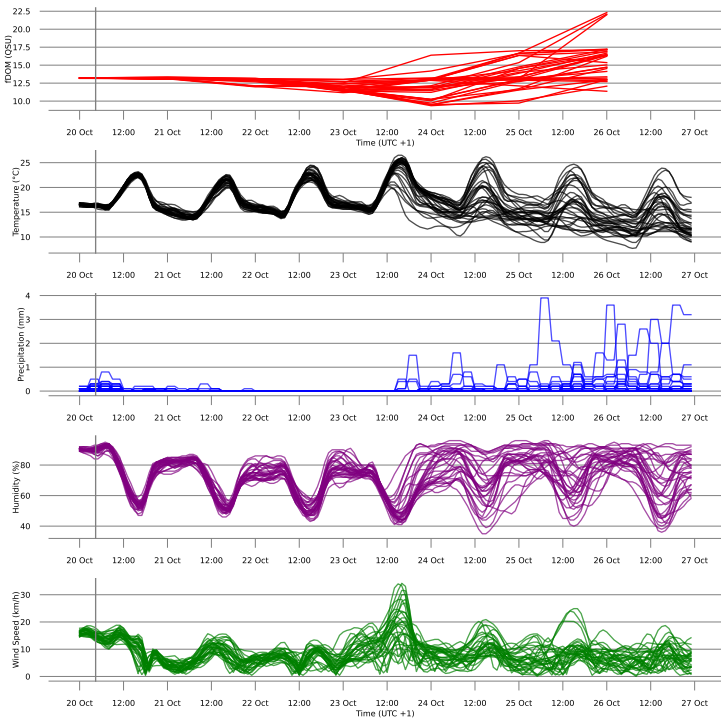 22.5
20.0
17.5
15.0
12.5
10.0
fDOM (QSU)
20 Oct 12:00 21 Oct 12:00 22 Oct 12:00 23 Oct 12:00 24 Oct 12:00 25 Oct 12:00 26 Oct 12:00 27 Oct
Time (UTC +1)
25
20
15
10
Temperature (°C)
20 Oct 12:00 21 Oct 12:00 22 Oct 12:00 23 Oct 12:00 24 Oct 12:00 25 Oct 12:00 26 Oct 12:00 27 Oct
4
3
2
1
0
Precipitation (mm)
20 Oct 12:00 21 Oct 12:00 22 Oct 12:00 23 Oct 12:00 24 Oct 12:00 25 Oct 12:00 26 Oct 12:00 27 Oct
80
60
40
Humidity (%)
20 Oct 12:00 21 Oct 12:00 22 Oct 12:00 23 Oct 12:00 24 Oct 12:00 25 Oct 12:00 26 Oct 12:00 27 Oct
30
20
10
0
Wind Speed (km/h)
20 Oct 12:00 21 Oct 12:00 22 Oct 12:00 23 Oct 12:00 24 Oct 12:00 25 Oct 12:00 26 Oct 12:00 27 Oct
Time (UTC +1)